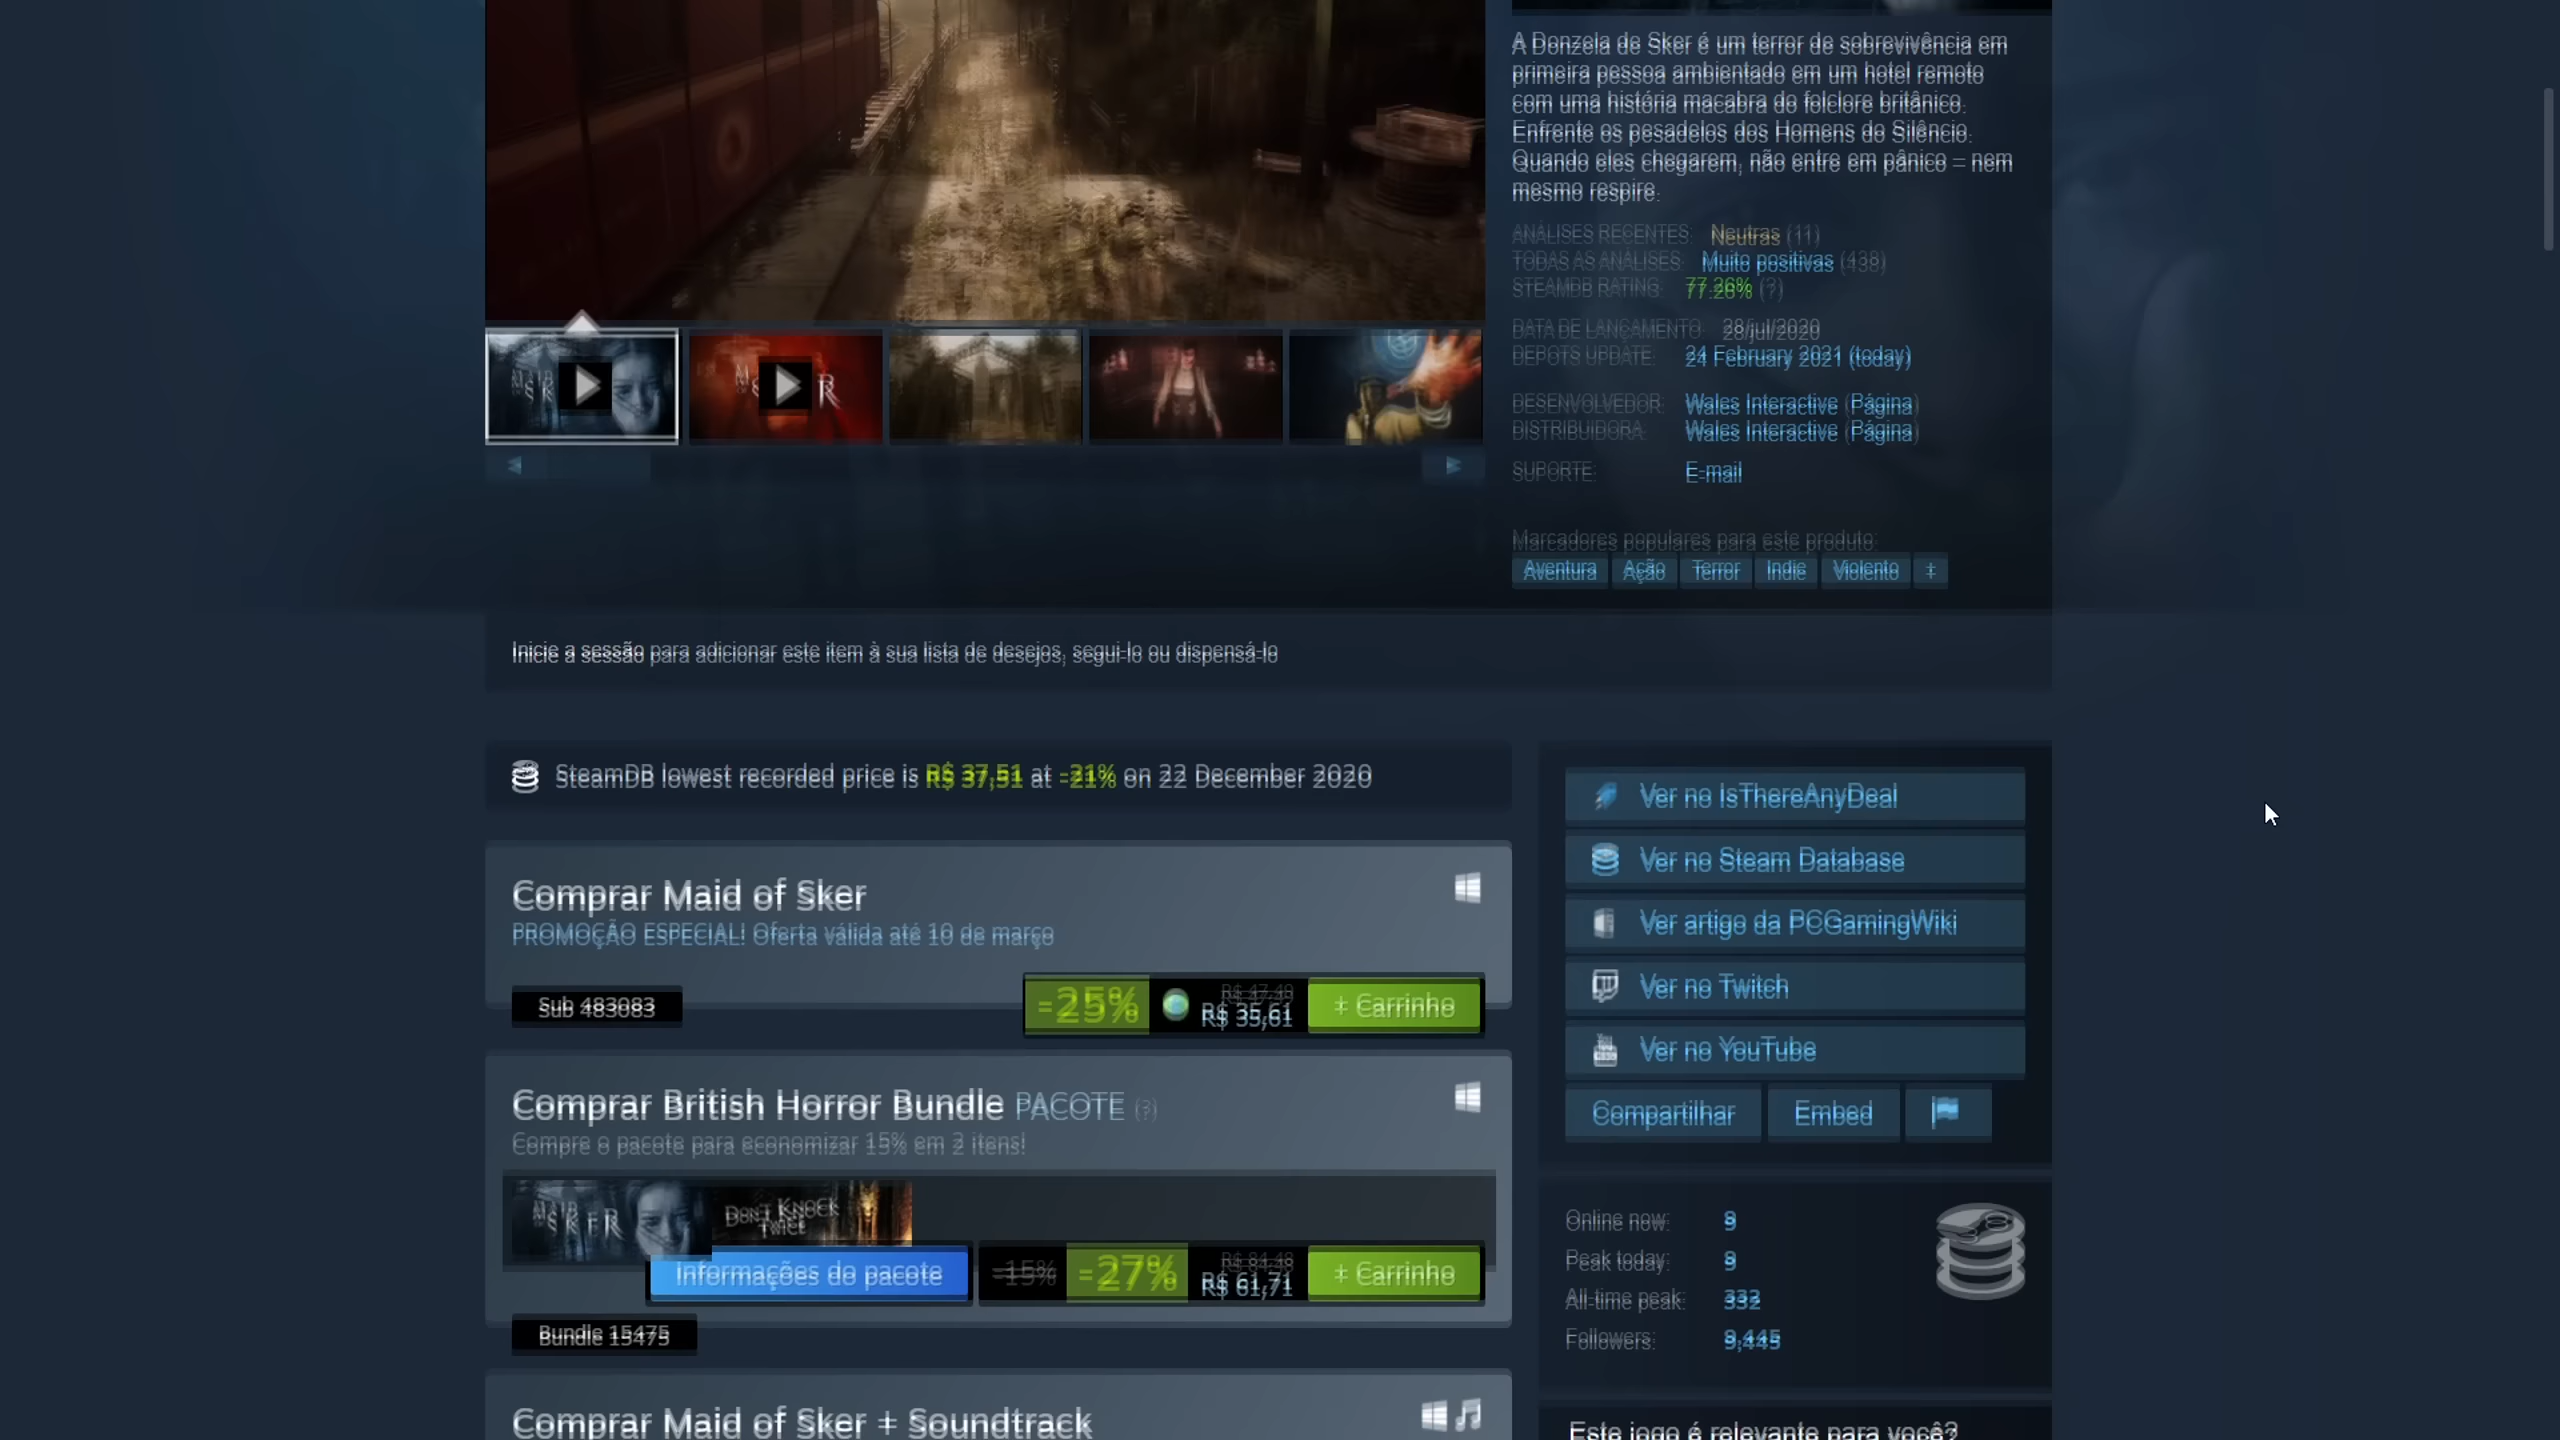 A Donzela de Sker é um terror de sobrevivência em
primeira pessoa ambientado em um hotel remoto
com uma história macabra do folclore britânico.
Enfrente os pesadelos dos Homens do Silêncio.
Quando eles chegarem, não entre em pânico – nem
mesmo respire.
ANÁLISES RECENTES: Neutras (11)
TODAS AS ANÁLISES: Muito positivas (438)
STEAMDB RATING: 77.26% (?)
DATA DE LANÇAMENTO: 28/jul/2020
DEPOTS UPDATE: 24 February 2021 (today)
DESENVOLVEDOR: Wales Interactive (Página)
DISTRIBUIDORA: Wales Interactive (Página)
SUPORTE: E-mail
Marcadores populares para este produto:
Aventura Ação Terror Indie Violento +
MAID OF SKER
Inicie a sessão para adicionar este item à sua lista de desejos, segui-lo ou dispensá-lo
SteamDB lowest recorded price is R$ 37,51 at -21% on 22 December 2020
Comprar Maid of Sker
PROMOÇÃO ESPECIAL! Oferta válida até 10 de março
Sub 483083
-25% R$ 47,49 R$ 35,61 + Carrinho
Comprar British Horror Bundle PACOTE (?)
Compre o pacote para economizar 15% em 2 itens!
MAID OF SKER
DON'T KNOCK TWICE
Informações do pacote -15% -27% R$ 84,48 R$ 61,71 + Carrinho
Bundle 15475
Comprar Maid of Sker + Soundtrack
Ver no IsThereAnyDeal
Ver no Steam Database
Ver artigo da PCGamingWiki
Ver no Twitch
Ver no YouTube
Compartilhar Embed
Online now: 9
Peak today: 9
All-time peak: 332
Followers: 9,445
Este jogo é relevante para você?